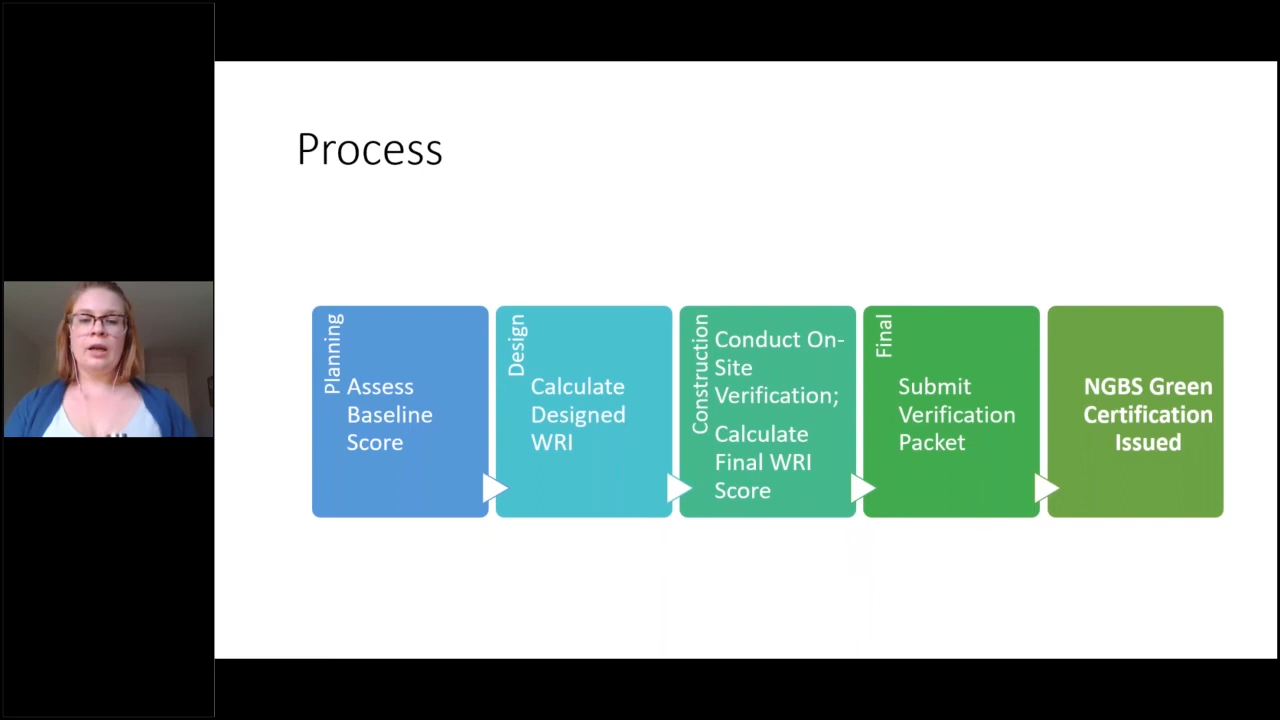 Process
Planning
Assess
Baseline
Score
Design
Calculate
Designed
WRI
Construction
Conduct On-
Site
Verification;
Calculate
Final WRI
Score
Final
Submit
Verification
Packet
NGBS Green
Certification
Issued